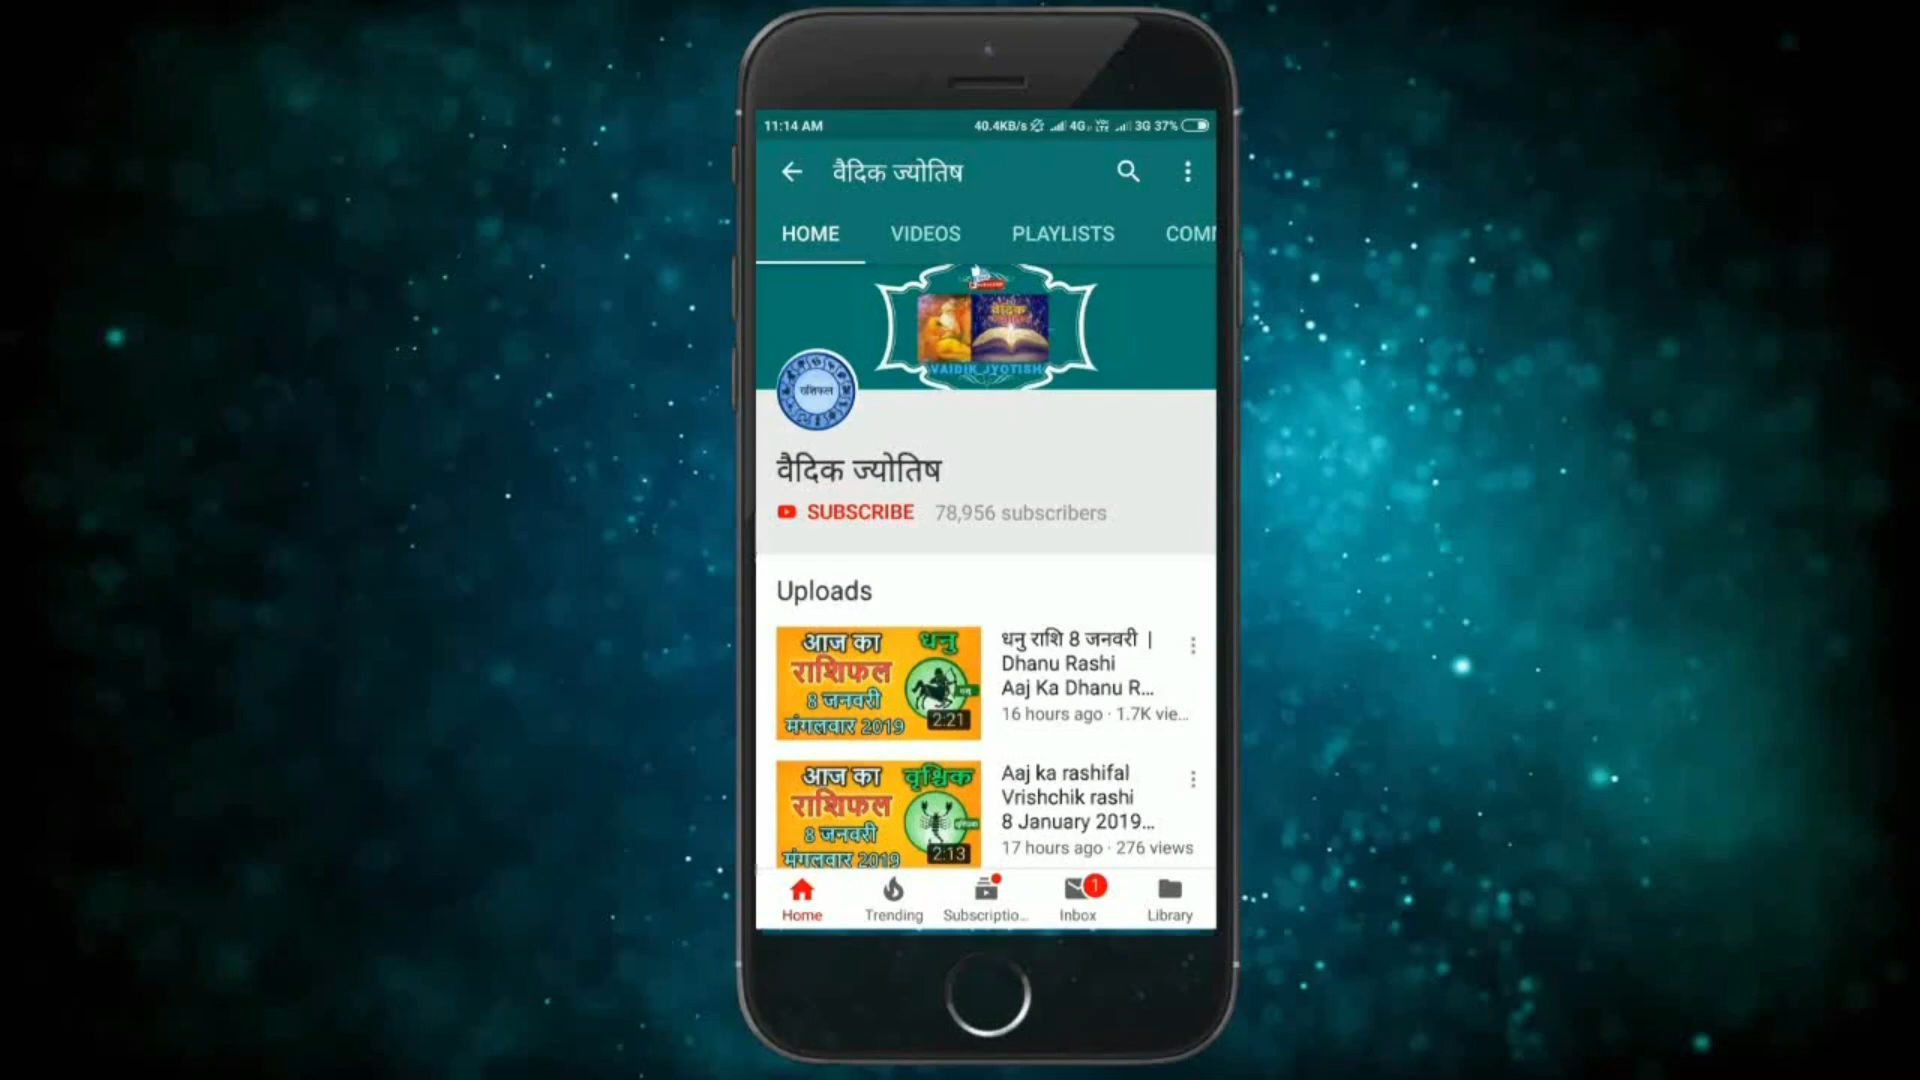 11:14 AM 40.4KB/s 4G VoLTE 3G 37%
वैदिक ज्योतिष
HOME VIDEOS PLAYLISTS COM
वैदिक
VAIDIK JYOTISH
राशिफल
वैदिक ज्योतिष
SUBSCRIBE 78,956 subscribers
Uploads
आज का धनु
राशिफल
8 जनवरी
मंगलवार 2019 2:21
धनु राशि 8 जनवरी |
Dhanu Rashi
Aaj Ka Dhanu R...
16 hours ago · 1.7K vie...
आज का वृश्चिक
राशिफल
8 जनवरी
मंगलवार 2019 2:13
Aaj ka rashifal
Vrishchik rashi
8 January 2019...
17 hours ago · 276 views
1
Home Trending Subscriptio... Inbox Library